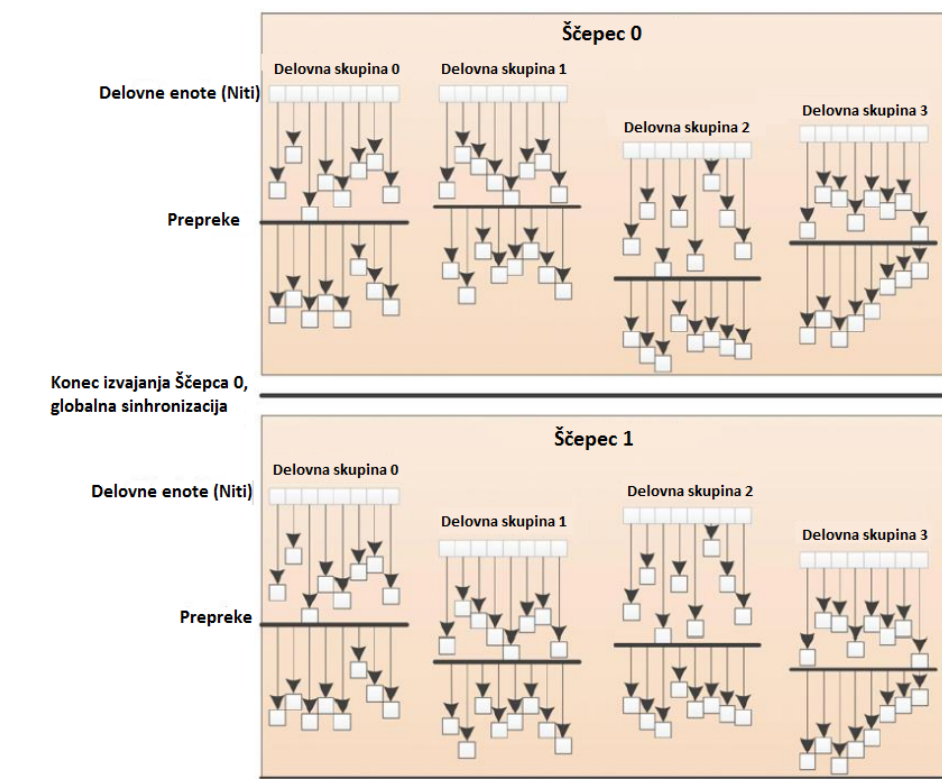 Ščepec 0
Delovna skupina 0
Delovna skupina 1
Delovna skupina 2
Delovna skupina 3
Delovne enote (Niti)
Prepreke
Konec izvajanja Ščepca 0,
globalna sinhronizacija
Ščepec 1
Delovna skupina 0
Delovna skupina 1
Delovna skupina 2
Delovna skupina 3
Delovne enote (Niti)
Prepreke